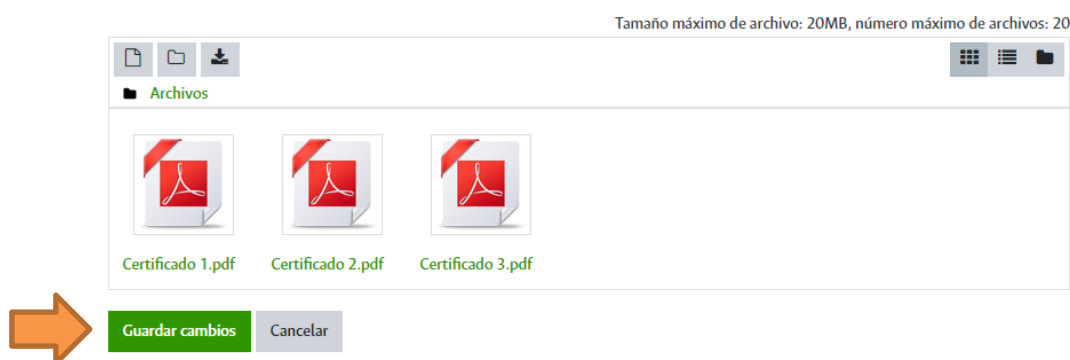 Tamaño máximo de archivo: 20MB, número máximo de archivos: 20
Archivos
Certificado 1.pdf Certificado 2.pdf Certificado 3.pdf
Guardar cambios Cancelar